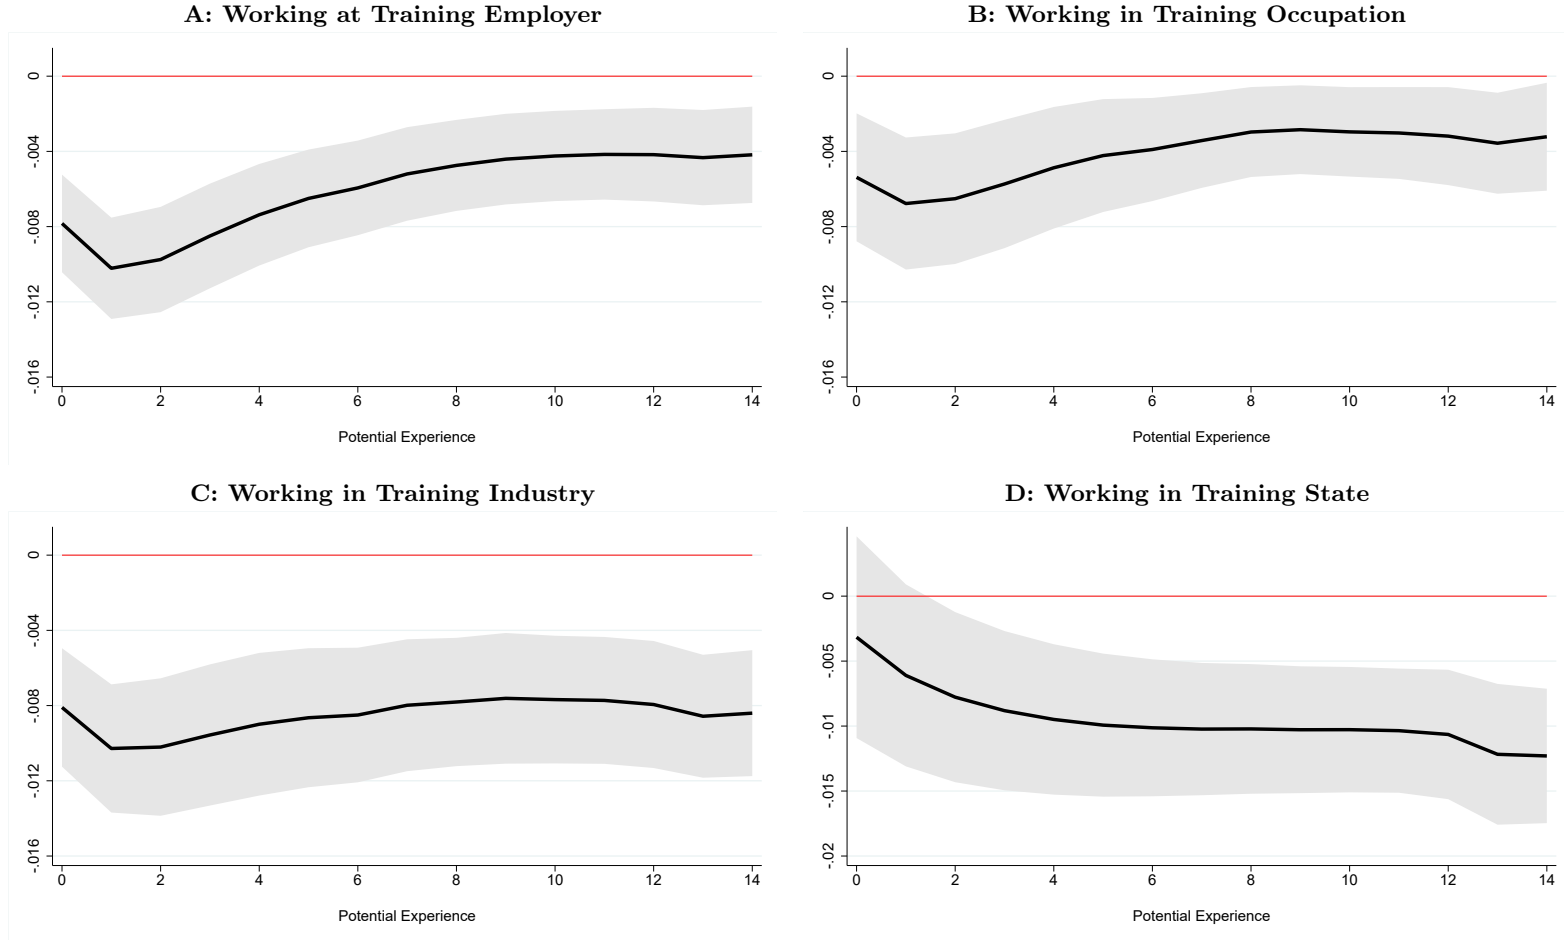 A: Working at Training Employer
0
-.004
-.008
-.012
-.016
0 2 4 6 8 10 12 14
Potential Experience
B: Working in Training Occupation
0
-.004
-.008
-.012
-.016
0 2 4 6 8 10 12 14
Potential Experience
C: Working in Training Industry
0
-.004
-.008
-.012
-.016
0 2 4 6 8 10 12 14
Potential Experience
D: Working in Training State
0
-.005
-.01
-.015
-.02
0 2 4 6 8 10 12 14
Potential Experience